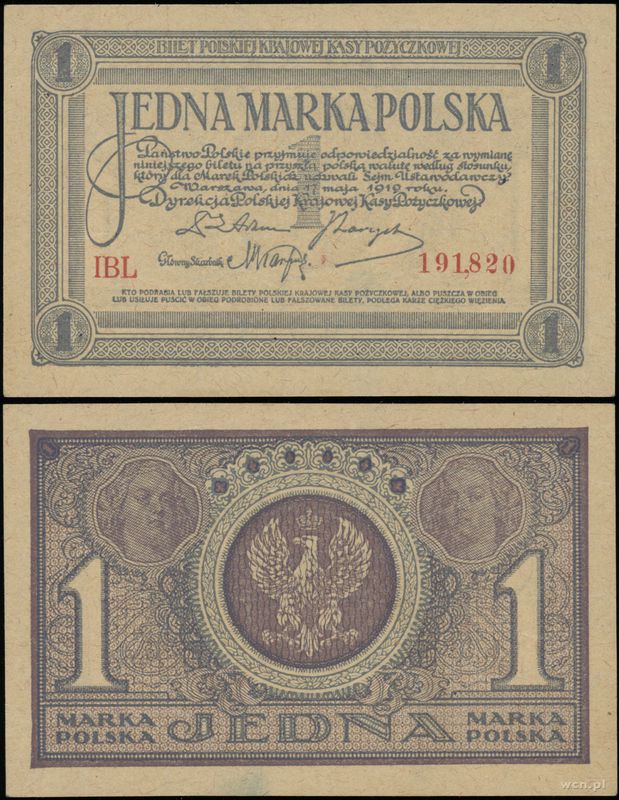 BILET POLSKIEJ KRAJOWEJ KASY POŻYCZKOWEJ
1 1
JEDNA MARKA POLSKA
1
Państwo Polskie przyjmuje odpowiedzialność za wymianę
niniejszego biletu na przyszłą polską walutę według stosunku,
który dla Marek Polskich uchwali Sejm Ustawodawczy
Warszawa, dnia 17 maja 1919 roku.
Dyrekcja Polskiej Krajowej Kasy Pożyczkowej
Główny Skarbnik
IBL 191,820
KTO PODRABIA LUB FAŁSZUJE BILETY POLSKIEJ KRAJOWEJ KASY POŻYCZKOWEJ, ALBO PUSZCZA W OBIEG
LUB USIŁUJE PUŚCIĆ W OBIEG PODROBIONE LUB FAŁSZOWANE BILETY, PODLEGA KARZE CIĘŻKIEGO WIĘZIENIA.
1 1
1 1
MARKA POLSKA JEDNA MARKA POLSKA
wcn.pl